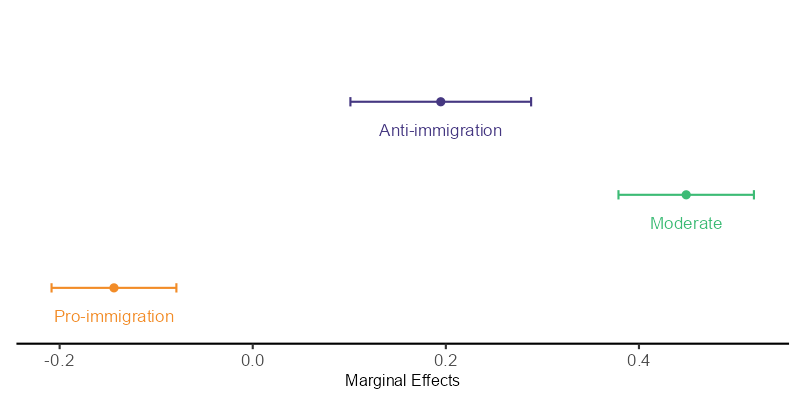 Anti-immigration
Moderate
Pro-immigration
-0.2 0.0 0.2 0.4
Marginal Effects